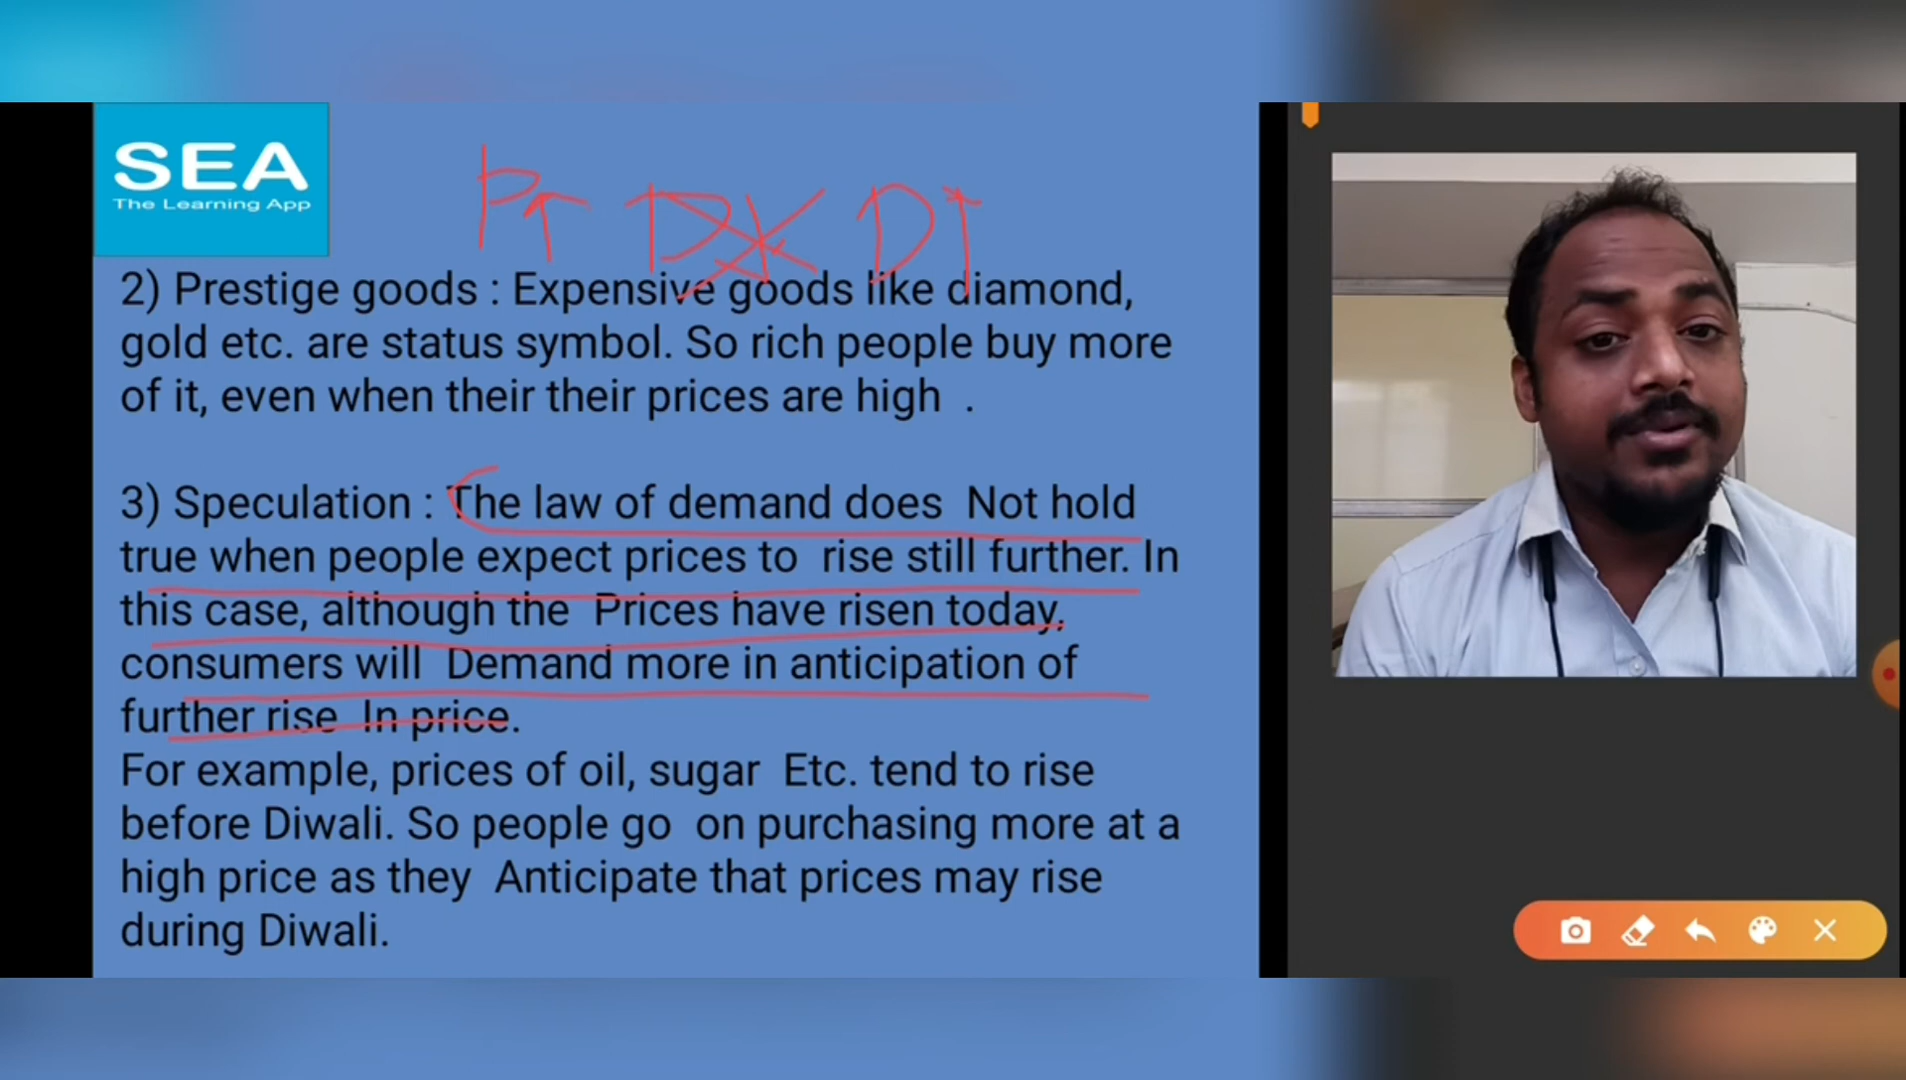 SEA
The Learning App
P↑ D D↑
2) Prestige goods : Expensive goods like diamond,
gold etc. are status symbol. So rich people buy more
of it, even when their their prices are high .
3) Speculation : The law of demand does Not hold
true when people expect prices to rise still further. In
this case, although the Prices have risen today,
consumers will Demand more in anticipation of
further rise In price.
For example, prices of oil, sugar Etc. tend to rise
before Diwali. So people go on purchasing more at a
high price as they Anticipate that prices may rise
during Diwali.